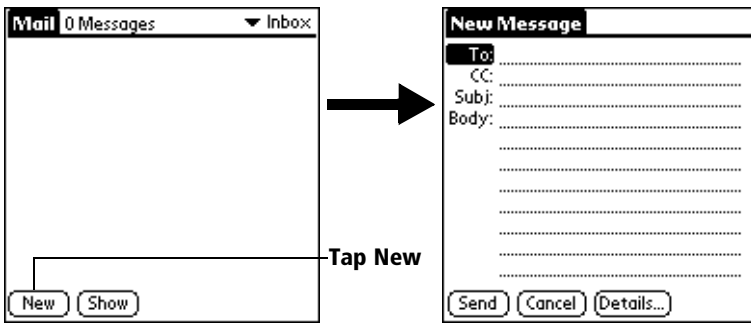 Mail 0 Messages Inbox
New Show
Tap New
New Message
To:
CC:
Subj:
Body:
Send Cancel Details...